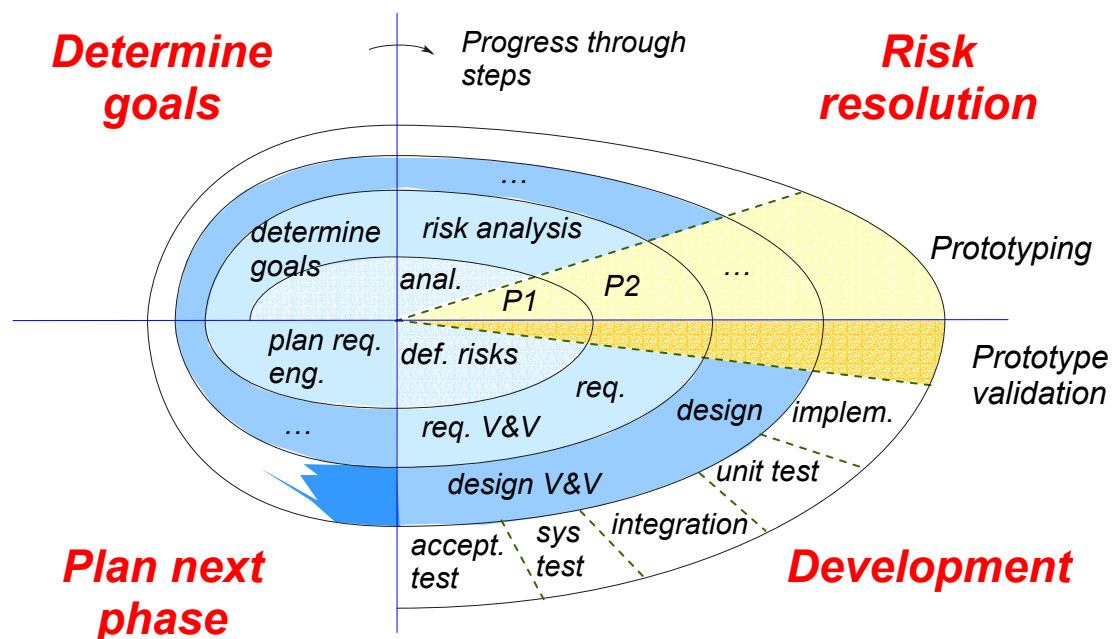 Determine
goals
Progress through
steps
Risk
resolution
…
determine
goals
risk analysis
anal.
P1
P2
…
Prototyping
plan req.
eng.
def. risks
req.
Prototype
validation
…
req. V&V
design
implem.
design V&V
unit test
integration
sys
test
accept.
test
Plan next
phase
Development